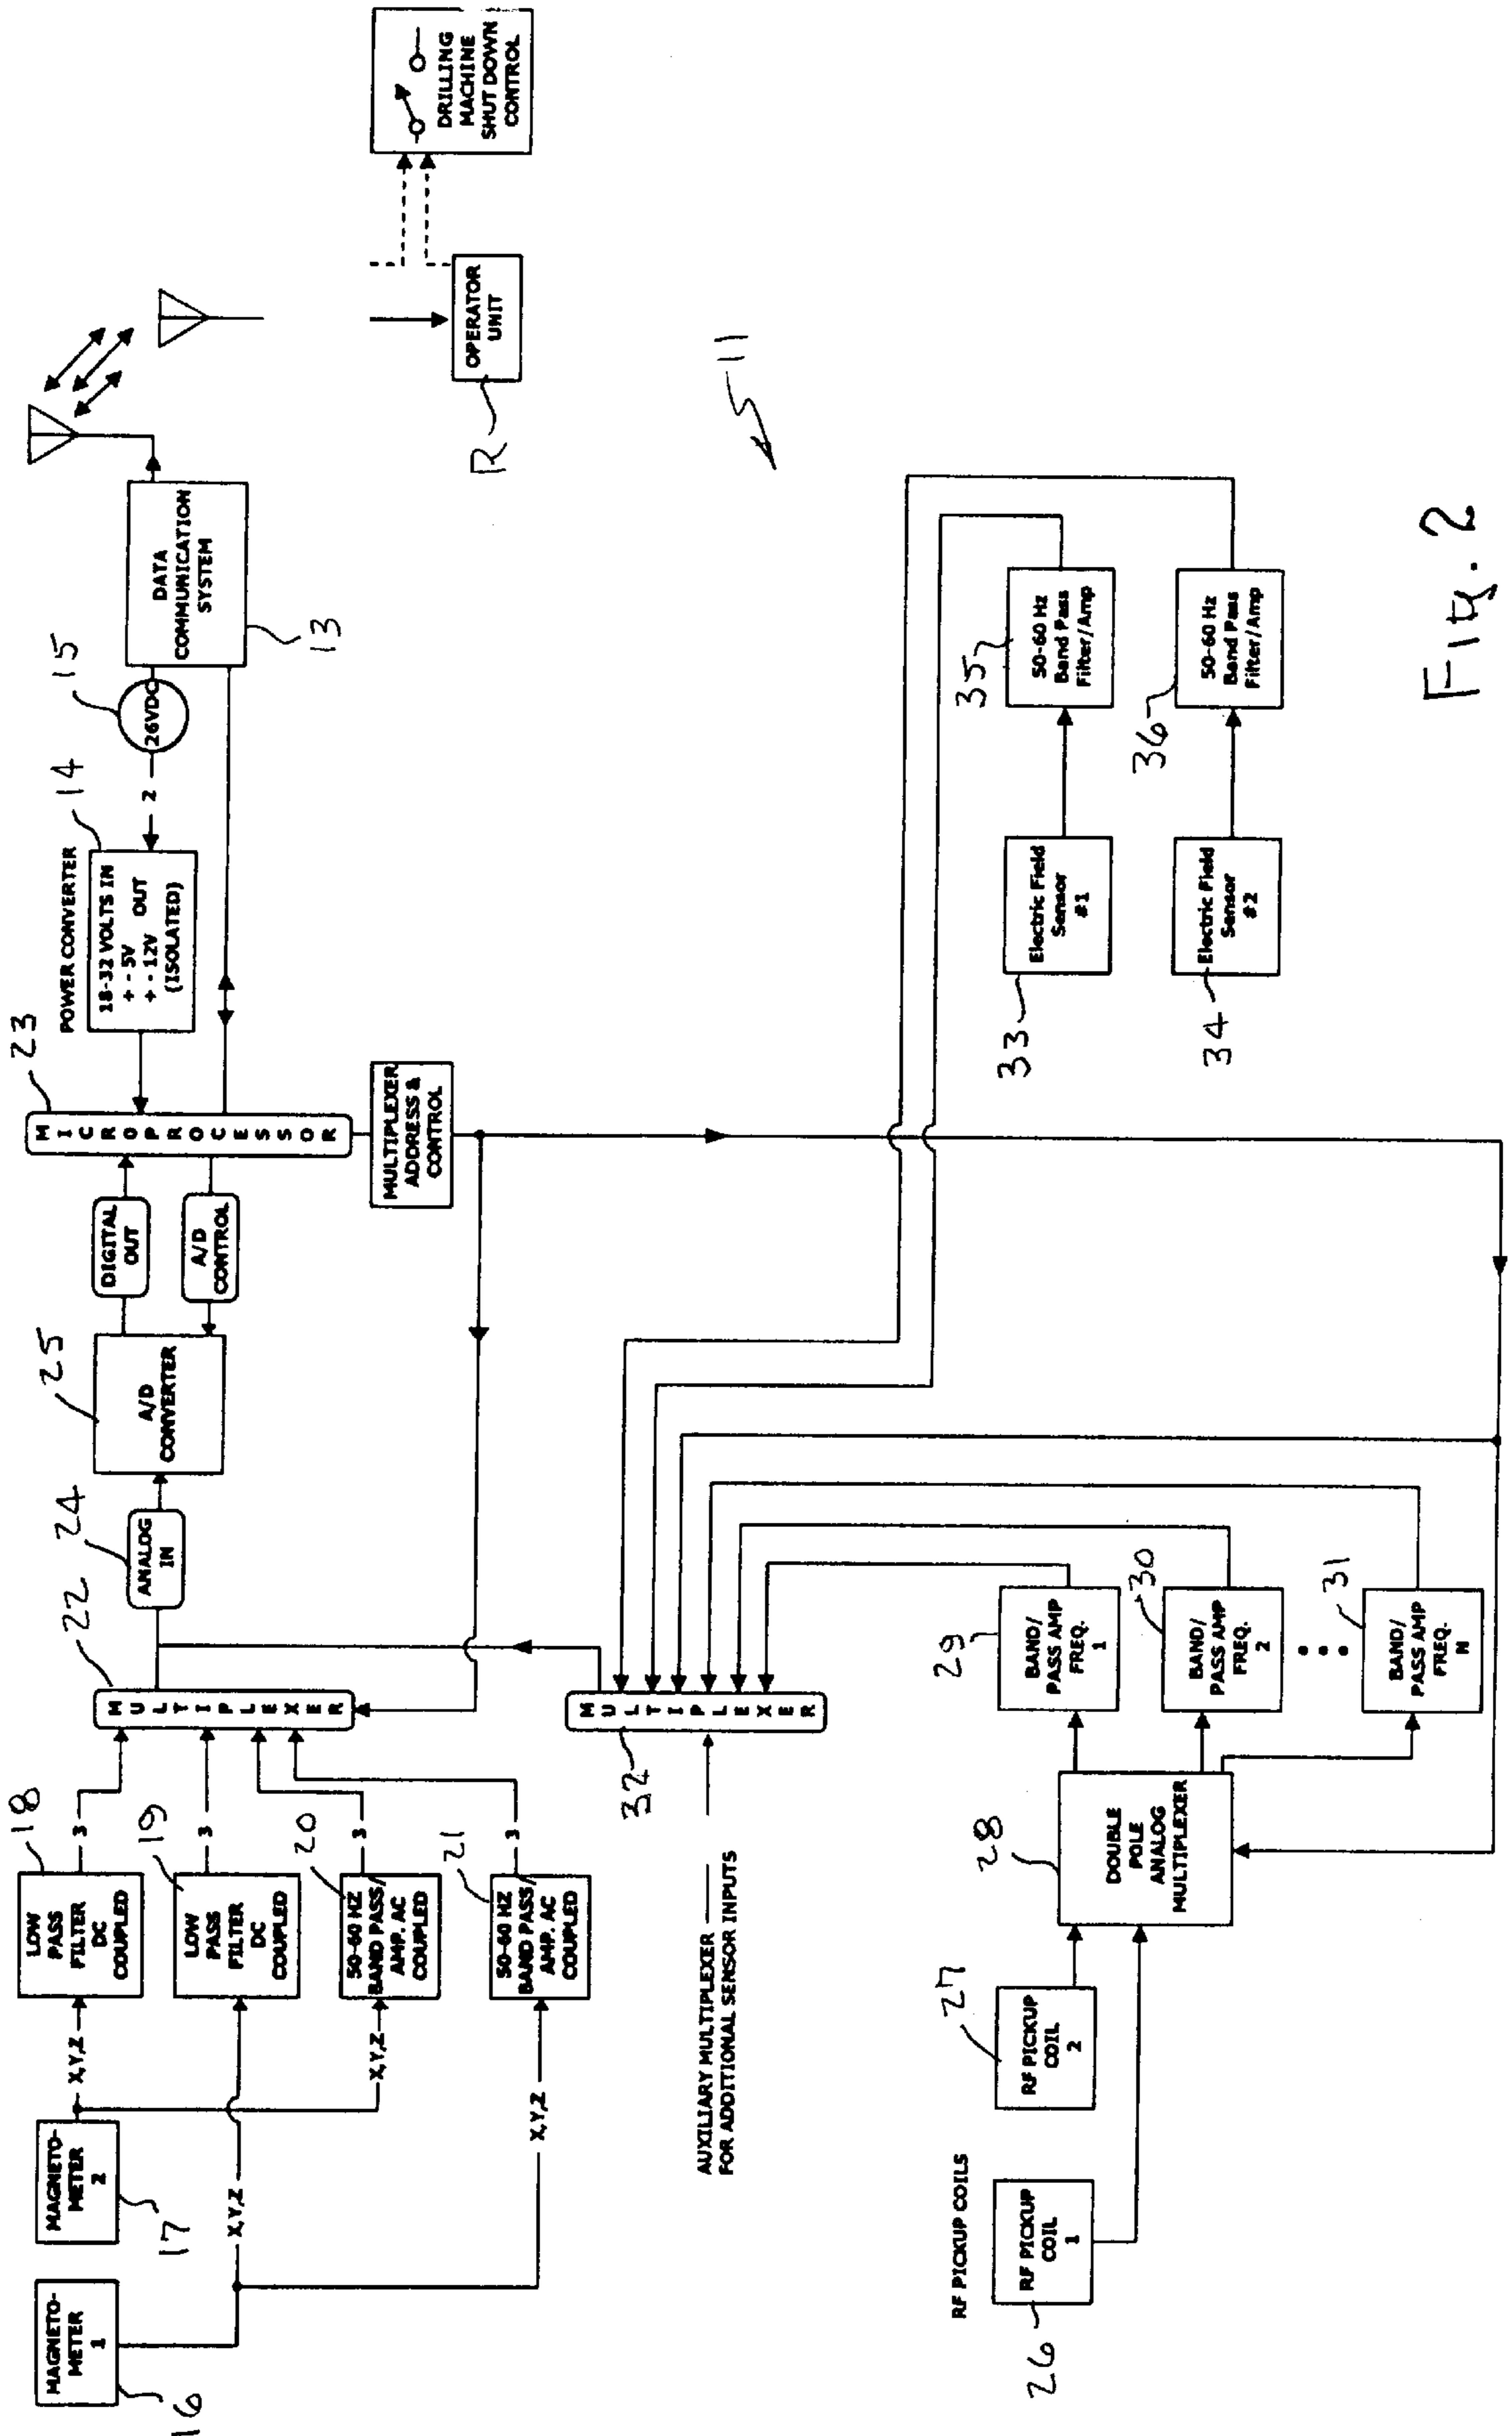 16
MAGNETO-
METER
1
17
MAGNETO-
METER
2
X,Y,Z
X,Y,Z
X,Y,Z
X,Y,Z
18
LOW
PASS
FILTER
DC
COUPLED
3
19
LOW
PASS
FILTER
DC
COUPLED
3
20
50-60 HZ
BAND PASS/
AMP. AC
COUPLED
3
21
50-60 HZ
BAND PASS/
AMP. AC
COUPLED
3
22
MULTIPLEXER
24
ANALOG
IN
25
A/D
CONVERTER
DIGITAL
OUT
A/D
CONTROL
23
MICROPROCESSOR
MULTIPLEXER
ADDRESS &
CONTROL
POWER CONVERTER
14
18-32 VOLTS IN
+ - 5V
+ - 12V OUT
(ISOLATED)
2
15
26VDC
DATA
COMMUNICATION
SYSTEM
13
OPERATOR
UNIT
R
DRILLING
MACHINE
SHUT DOWN
CONTROL
11
AUXILIARY MULTIPLEXER
FOR ADDITIONAL SENSOR INPUTS
32
MULTIPLEXER
RF PICKUP COILS
26
RF PICKUP
COIL
1
27
RF PICKUP
COIL
2
28
DOUBLE
POLE
ANALOG
MULTIPLEXER
29
BAND/
PASS AMP
FREQ.
1
30
BAND/
PASS AMP
FREQ.
2
31
BAND/
PASS AMP
FREQ.
N
33
Electric Field
Sensor
#1
34
Electric Field
Sensor
#2
35
50-60 Hz
Band Pass
Filter/Amp
36
50-60 Hz
Band Pass
Filter/Amp
Fig. 2